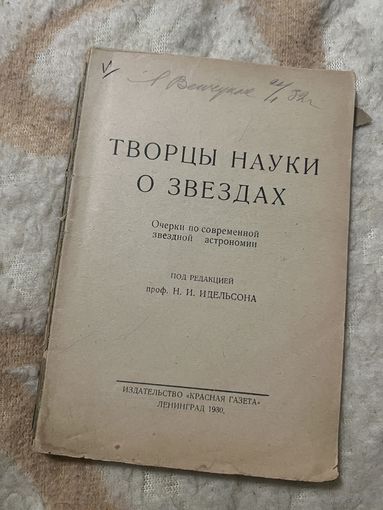 ТВОРЦЫ НАУКИ
О ЗВЕЗДАХ
Очерки по современной
звездной астрономии
ПОД РЕДАКЦИЕЙ
проф. Н. И. ИДЕЛЬСОНА
ИЗДАТЕЛЬСТВО «КРАСНАЯ ГАЗЕТА»
ЛЕНИНГРАД 1930.